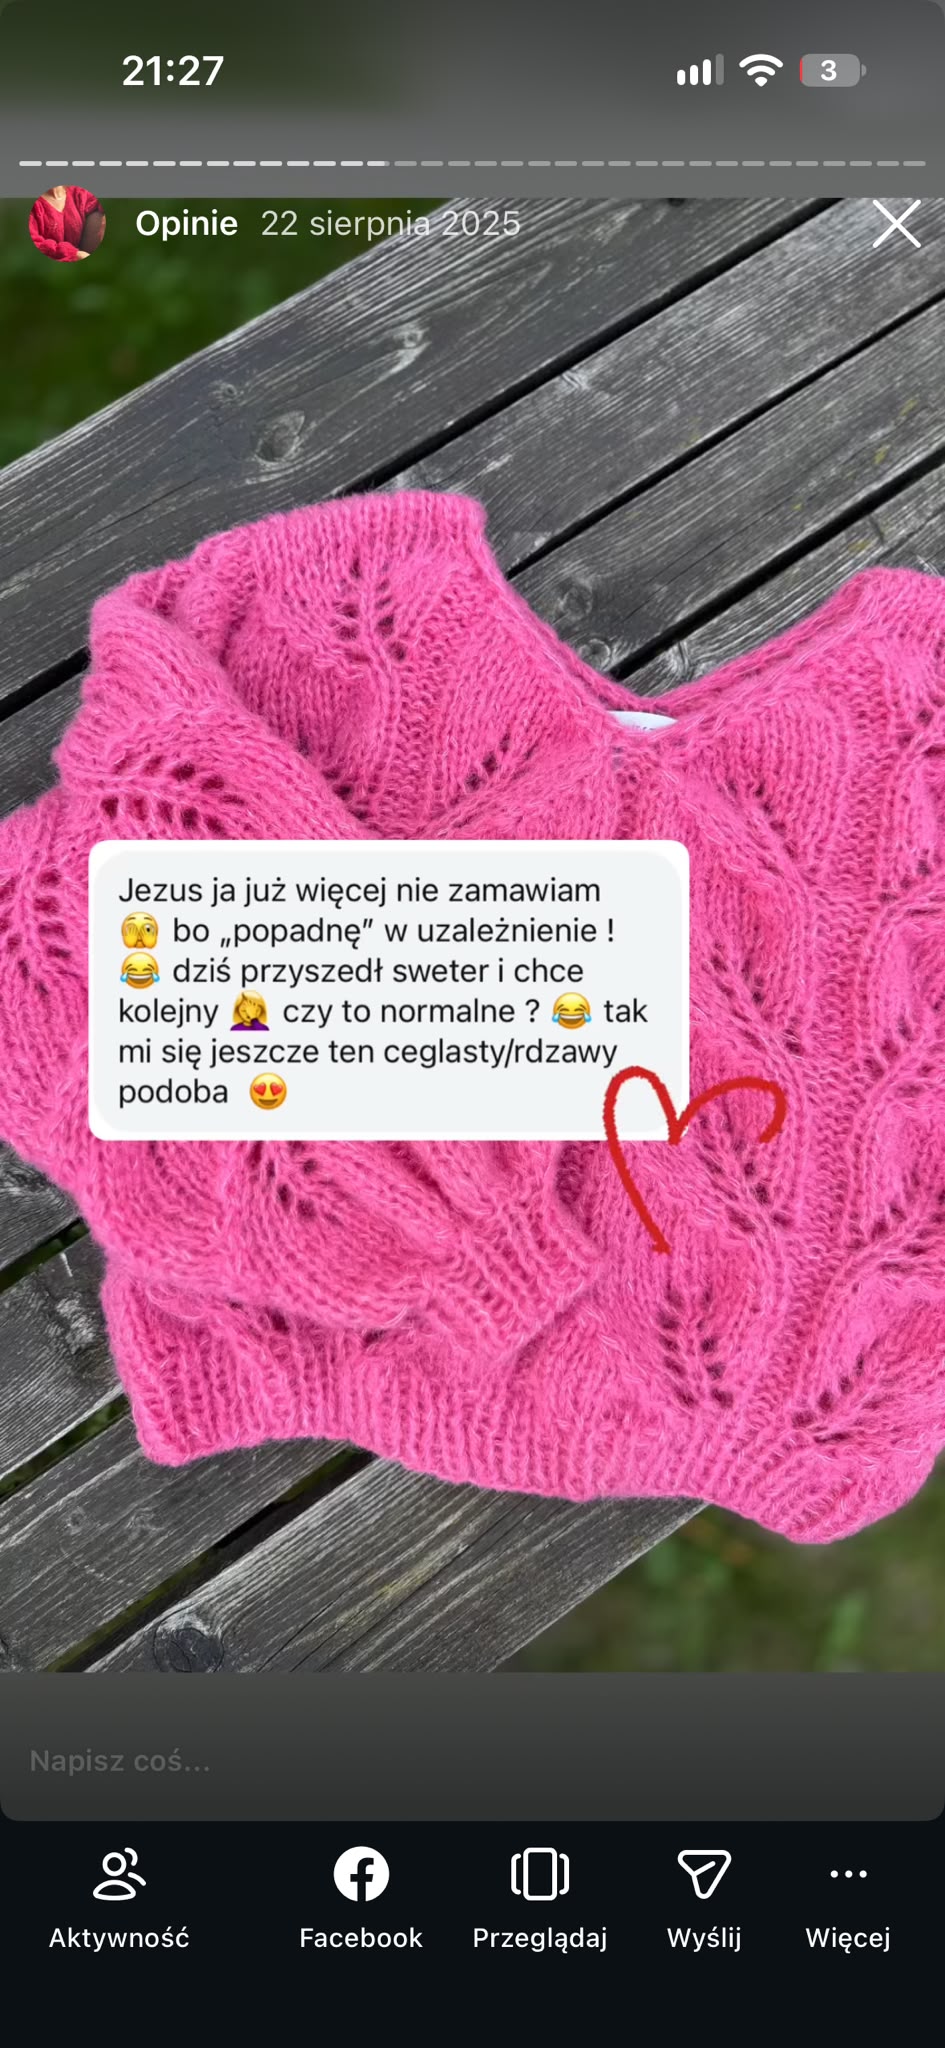 21:27
3
Opinie 22 sierpnia 2025
Jezus ja już więcej nie zamawiam
🫣 bo „popadnę” w uzależnienie !
😂 dziś przyszedł sweter i chce
kolejny 🤦‍♀️ czy to normalne ? 😂 tak
mi się jeszcze ten ceglasty/rdzawy
podoba 😍
Napisz coś...
Aktywność Facebook Przeglądaj Wyślij Więcej